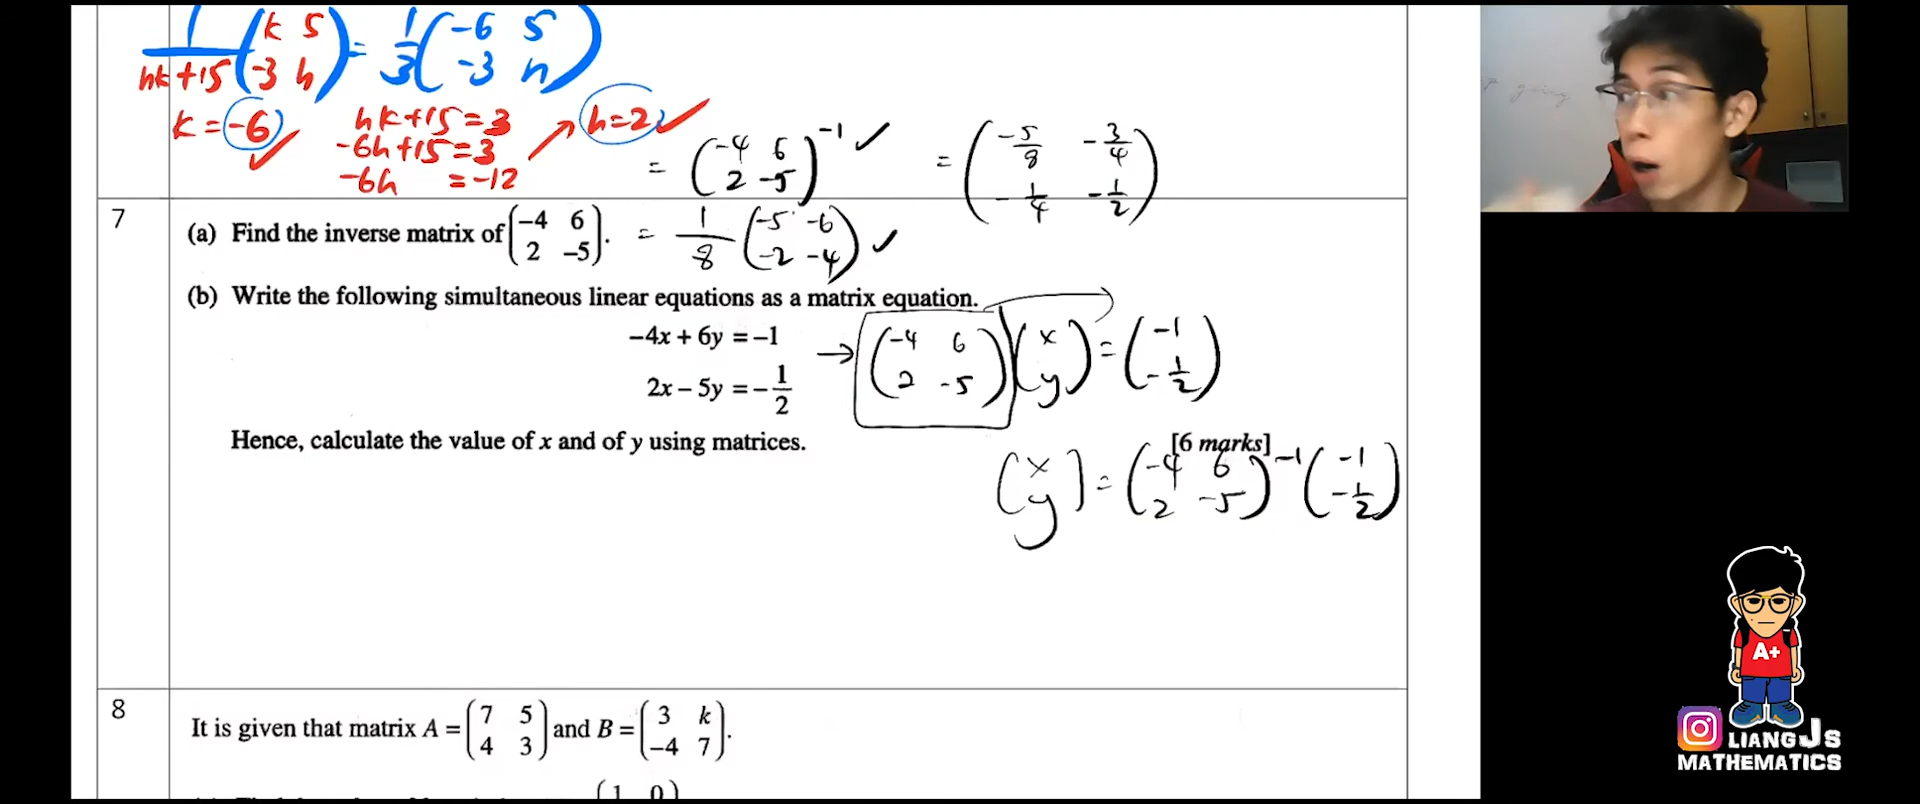 1/(hk+15) (k 5 / -3 h) = 1/3 (-6 5 / -3 h)
k = -6 ✓ hk+15 = 3 → h = 2 ✓
-6h+15 = 3
-6h = -12
= (-4 6 / 2 -5)^-1 ✓ = (-5/8 -3/4 / -1/4 -1/2)
7
(a) Find the inverse matrix of (-4 6 / 2 -5). = 1/8 (-5 -6 / -2 -4) ✓
(b) Write the following simultaneous linear equations as a matrix equation.
-4x + 6y = -1
2x - 5y = -1/2
→ (-4 6 / 2 -5)(x / y) = (-1 / -1/2)
Hence, calculate the value of x and of y using matrices.
[6 marks]
(x / y) = (-4 6 / 2 -5)^-1 (-1 / -1/2)
8
It is given that matrix A = (7 5 / 4 3) and B = (3 k / -4 7).
(1 0)
A+
LIANGJS
MATHEMATICS